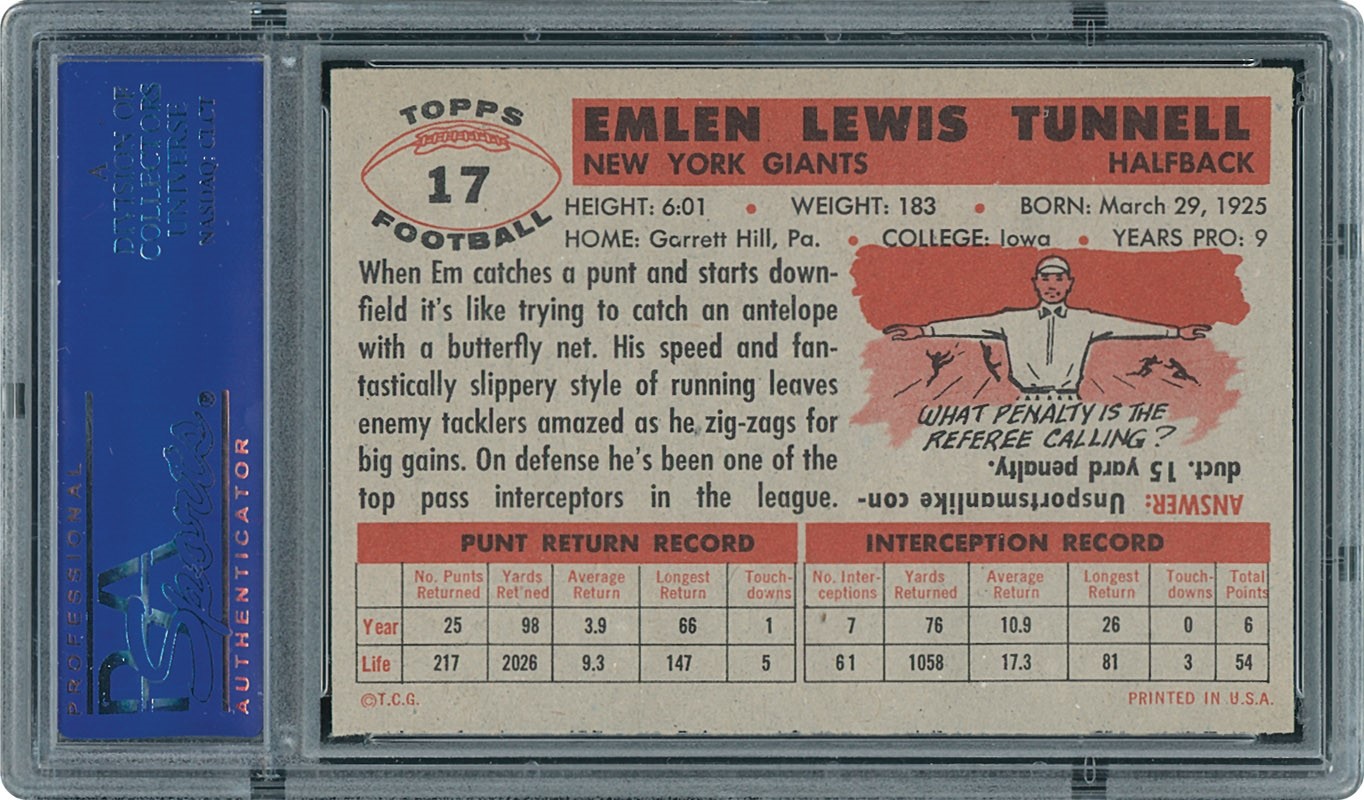 A
DIVISION OF
COLLECTORS
UNIVERSE
NASDAQ: CLCT
PROFESSIONAL
PSA
Sports®
AUTHENTICATOR
TOPPS
17
FOOTBALL
EMLEN LEWIS TUNNELL
NEW YORK GIANTS HALFBACK
HEIGHT: 6:01 • WEIGHT: 183 • BORN: March 29, 1925
HOME: Garrett Hill, Pa. • COLLEGE: Iowa • YEARS PRO: 9
When Em catches a punt and starts down-
field it's like trying to catch an antelope
with a butterfly net. His speed and fan-
tastically slippery style of running leaves
enemy tacklers amazed as he zig-zags for
big gains. On defense he's been one of the
top pass interceptors in the league.
WHAT PENALTY IS THE
REFEREE CALLING?
ANSWER: Unsportsmanlike con-
duct. 15 yard penalty.
PUNT RETURN RECORD
No. Punts Yards Average Longest Touch-
Returned Ret'ned Return Return downs
Year 25 98 3.9 66 1
Life 217 2026 9.3 147 5
INTERCEPTION RECORD
No. Inter- Yards Average Longest Touch- Total
ceptions Returned Return Return downs Points
7 76 10.9 26 0 6
61 1058 17.3 81 3 54
©T.C.G. PRINTED IN U.S.A.